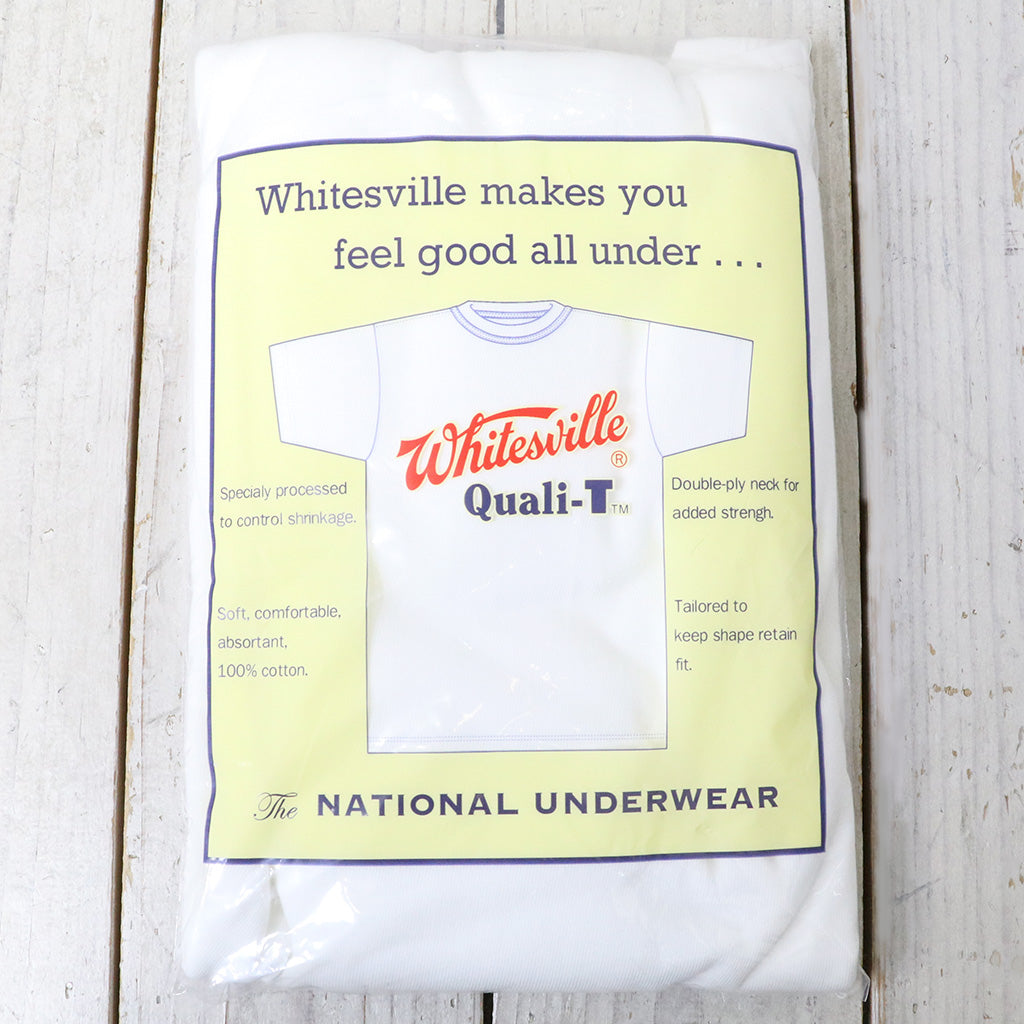 Whitesville makes you
feel good all under . . .
Whitesville ®
Quali-T TM
Specialy processed
to control shrinkage.
Double-ply neck for
added strengh.
Soft, comfortable,
absortant,
100% cotton.
Tailored to
keep shape retain
fit.
The NATIONAL UNDERWEAR